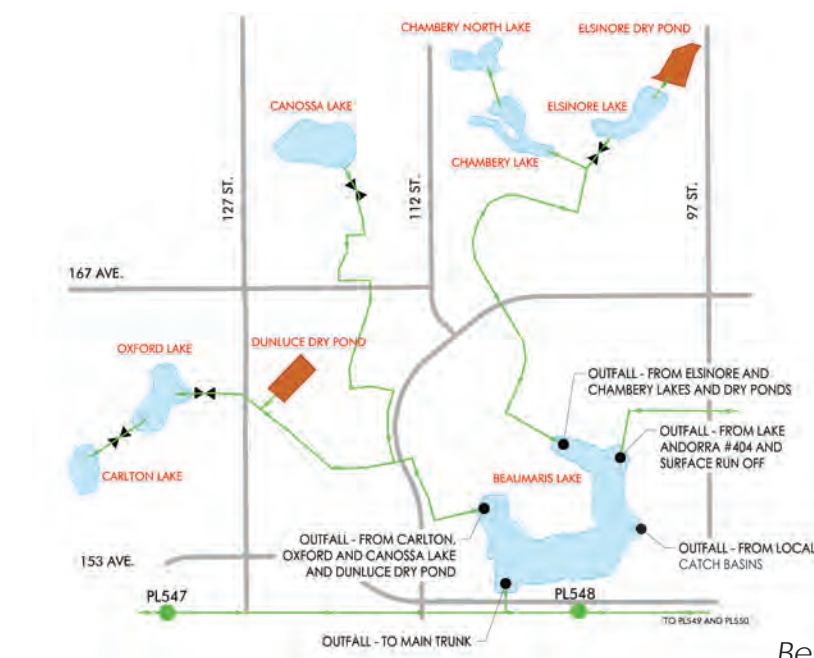 CHAMBERY NORTH LAKE
ELSINORE DRY POND
CANOSSA LAKE
ELSINORE LAKE
CHAMBERY LAKE
127 ST.
112 ST.
97 ST.
167 AVE.
OXFORD LAKE
DUNLUCE DRY POND
OUTFALL - FROM ELSINORE AND
CHAMBERY LAKES AND DRY PONDS
OUTFALL - FROM LAKE
ANDORRA #404 AND
SURFACE RUN OFF
CARLTON LAKE
BEAUMARIS LAKE
OUTFALL - FROM CARLTON,
OXFORD AND CANOSSA LAKE
AND DUNLUCE DRY POND
OUTFALL - FROM LOCAL
CATCH BASINS
153 AVE.
PL547
PL548
TO PL549 AND PL550
OUTFALL - TO MAIN TRUNK
Be